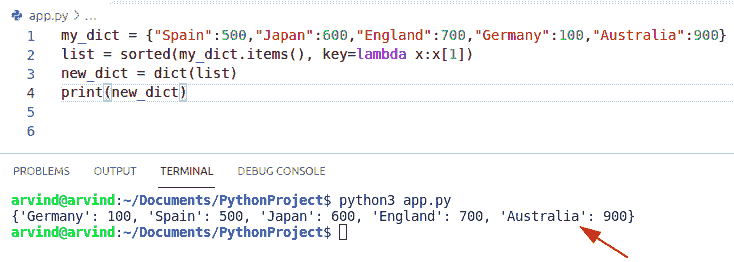 app.py > ...
1 my_dict = {"Spain":500,"Japan":600,"England":700,"Germany":100,"Australia":900}
2 list = sorted(my_dict.items(), key=lambda x:x[1])
3 new_dict = dict(list)
4 print(new_dict)
5
6
PROBLEMS OUTPUT TERMINAL DEBUG CONSOLE
arvind@arvind:~/Documents/PythonProject$ python3 app.py
{'Germany': 100, 'Spain': 500, 'Japan': 600, 'England': 700, 'Australia': 900}
arvind@arvind:~/Documents/PythonProject$